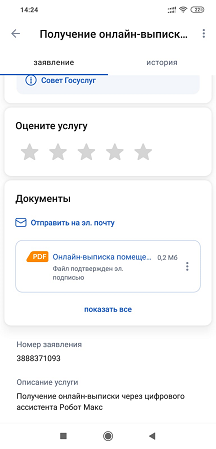 14:24
22
Получение онлайн-выписк...
заявление
история
Совет Госуслуг
Оцените услугу
Документы
Отправить на эл. почту
PDF Онлайн-выписка помеще... 0,2 Мб
Файл подтвержден эл.
подписью
показать все
Номер заявления
3888371093
Описание услуги
Получение онлайн-выписки через цифрового
ассистента Робот Макс